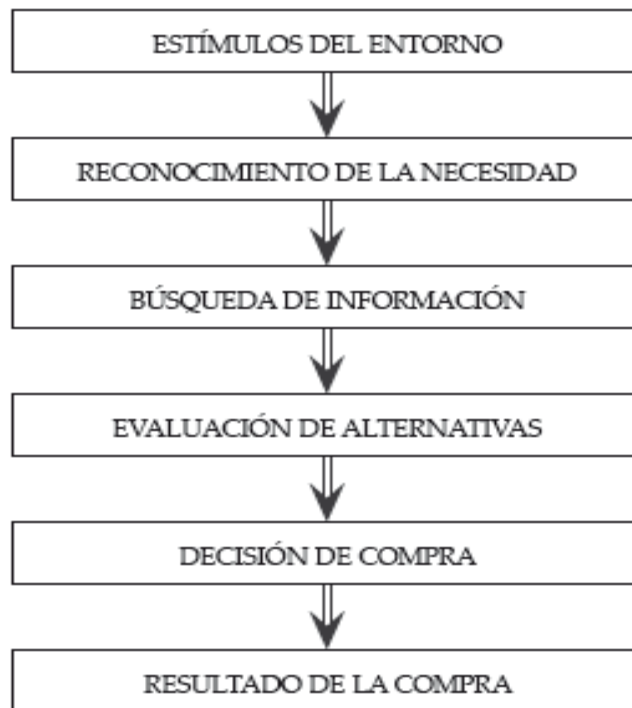 ESTÍMULOS DEL ENTORNO
RECONOCIMIENTO DE LA NECESIDAD
BÚSQUEDA DE INFORMACIÓN
EVALUACIÓN DE ALTERNATIVAS
DECISIÓN DE COMPRA
RESULTADO DE LA COMPRA